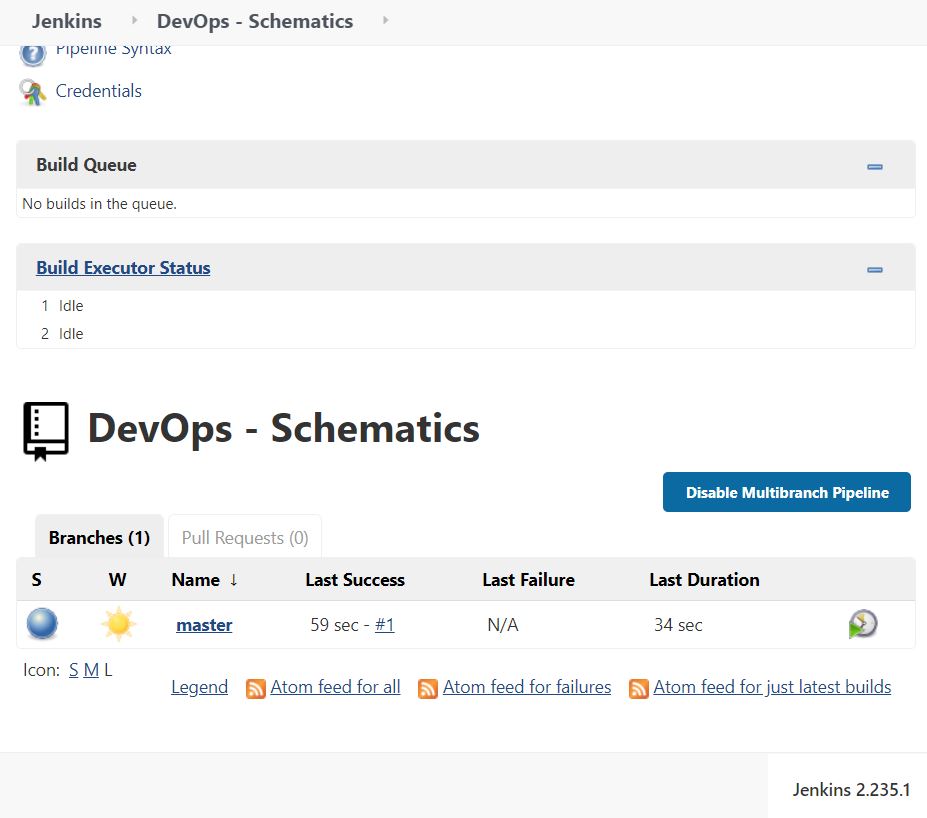 Jenkins DevOps - Schematics
Pipeline Syntax
Credentials
Build Queue
No builds in the queue.
Build Executor Status
1 Idle
2 Idle
DevOps - Schematics
Disable Multibranch Pipeline
Branches (1) Pull Requests (0)
S W Name ↓ Last Success Last Failure Last Duration
master 59 sec - #1 N/A 34 sec
Icon: S M L
Legend Atom feed for all Atom feed for failures Atom feed for just latest builds
Jenkins 2.235.1